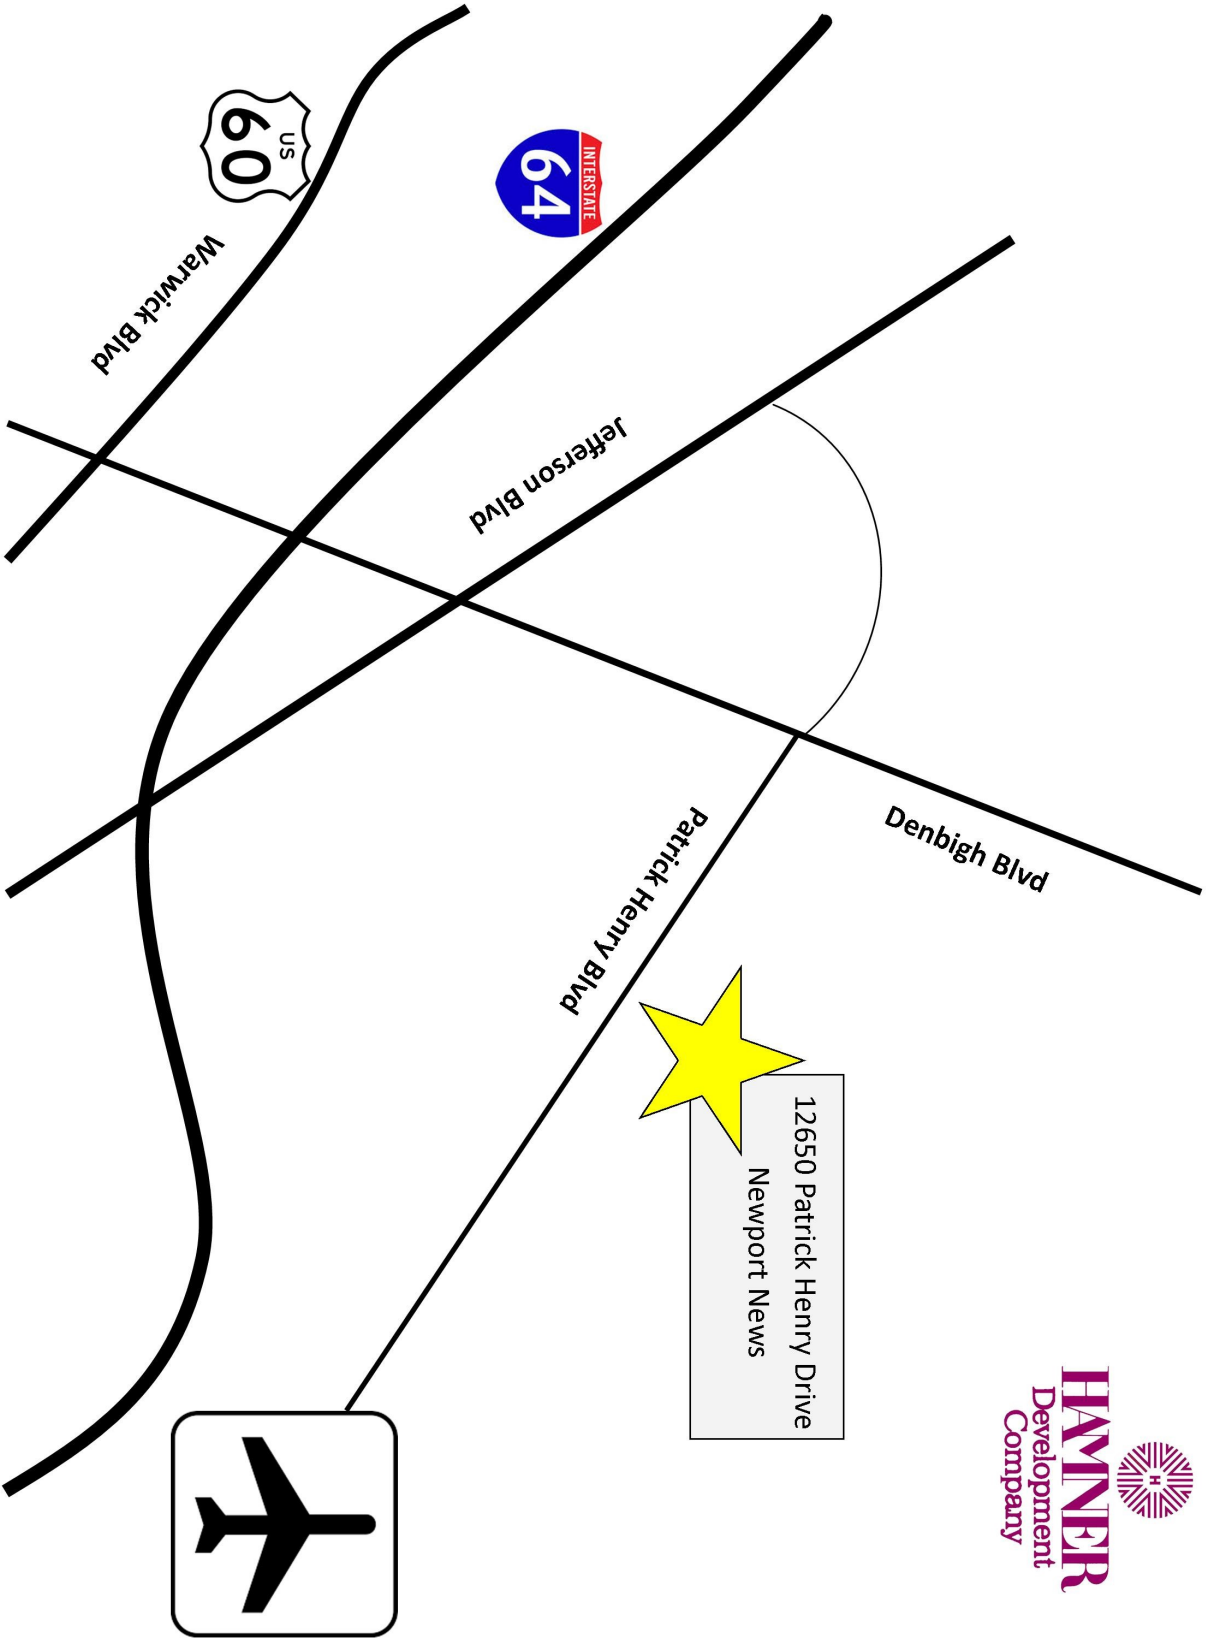 HAMNER
Development
Company
H
12650 Patrick Henry Drive
Newport News
Denbigh Blvd
Patrick Henry Blvd
Jefferson Blvd
INTERSTATE
64
US
60
Warwick Blvd